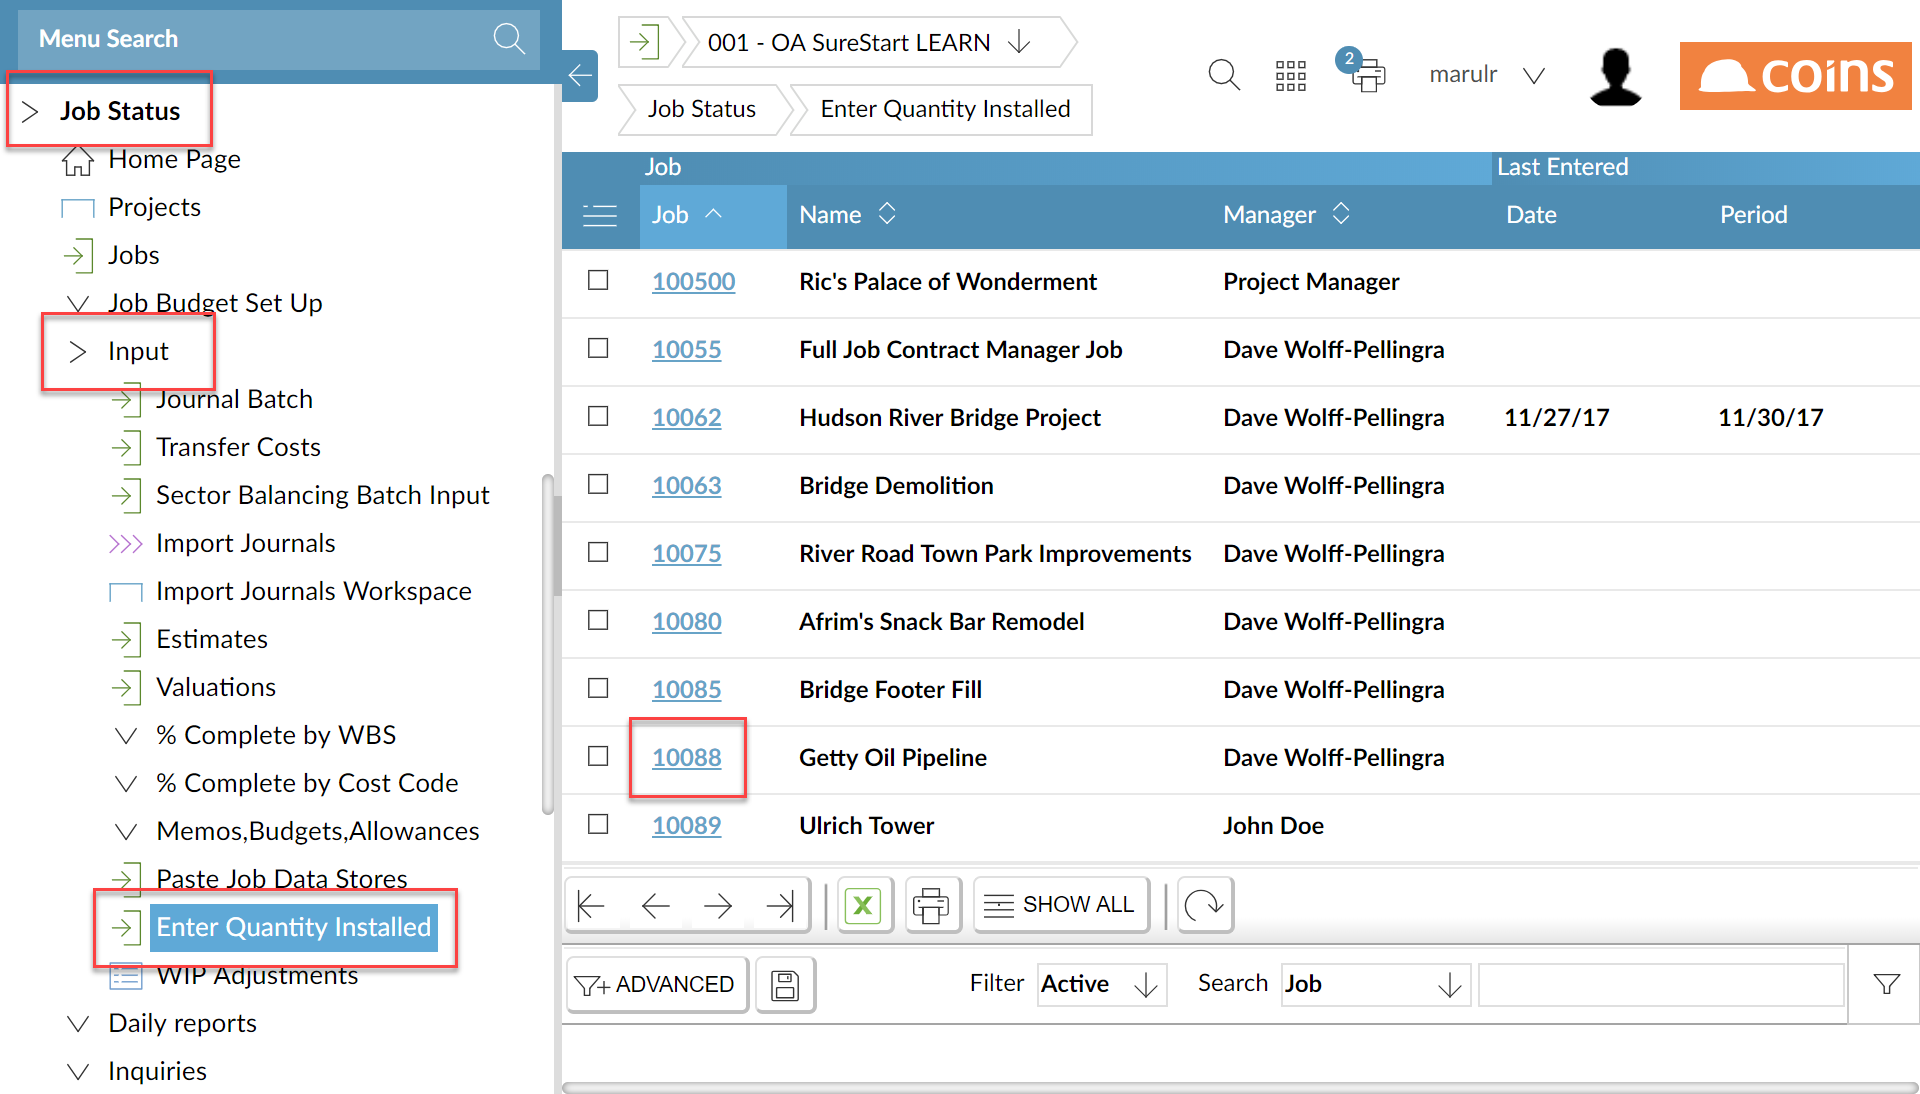 Menu Search
Job Status
Home Page
Projects
Jobs
Job Budget Set Up
Input
Journal Batch
Transfer Costs
Sector Balancing Batch Input
Import Journals
Import Journals Workspace
Estimates
Valuations
% Complete by WBS
% Complete by Cost Code
Memos,Budgets,Allowances
Paste Job Data Stores
Enter Quantity Installed
WIP Adjustments
Daily reports
Inquiries
001 - OA SureStart LEARN
2
marulr
coins
Job Status Enter Quantity Installed
Job Last Entered
Job Name Manager Date Period
100500 Ric's Palace of Wonderment Project Manager
10055 Full Job Contract Manager Job Dave Wolff-Pellingra
10062 Hudson River Bridge Project Dave Wolff-Pellingra 11/27/17 11/30/17
10063 Bridge Demolition Dave Wolff-Pellingra
10075 River Road Town Park Improvements Dave Wolff-Pellingra
10080 Afrim's Snack Bar Remodel Dave Wolff-Pellingra
10085 Bridge Footer Fill Dave Wolff-Pellingra
10088 Getty Oil Pipeline Dave Wolff-Pellingra
10089 Ulrich Tower John Doe
X SHOW ALL
ADVANCED Filter Active Search Job